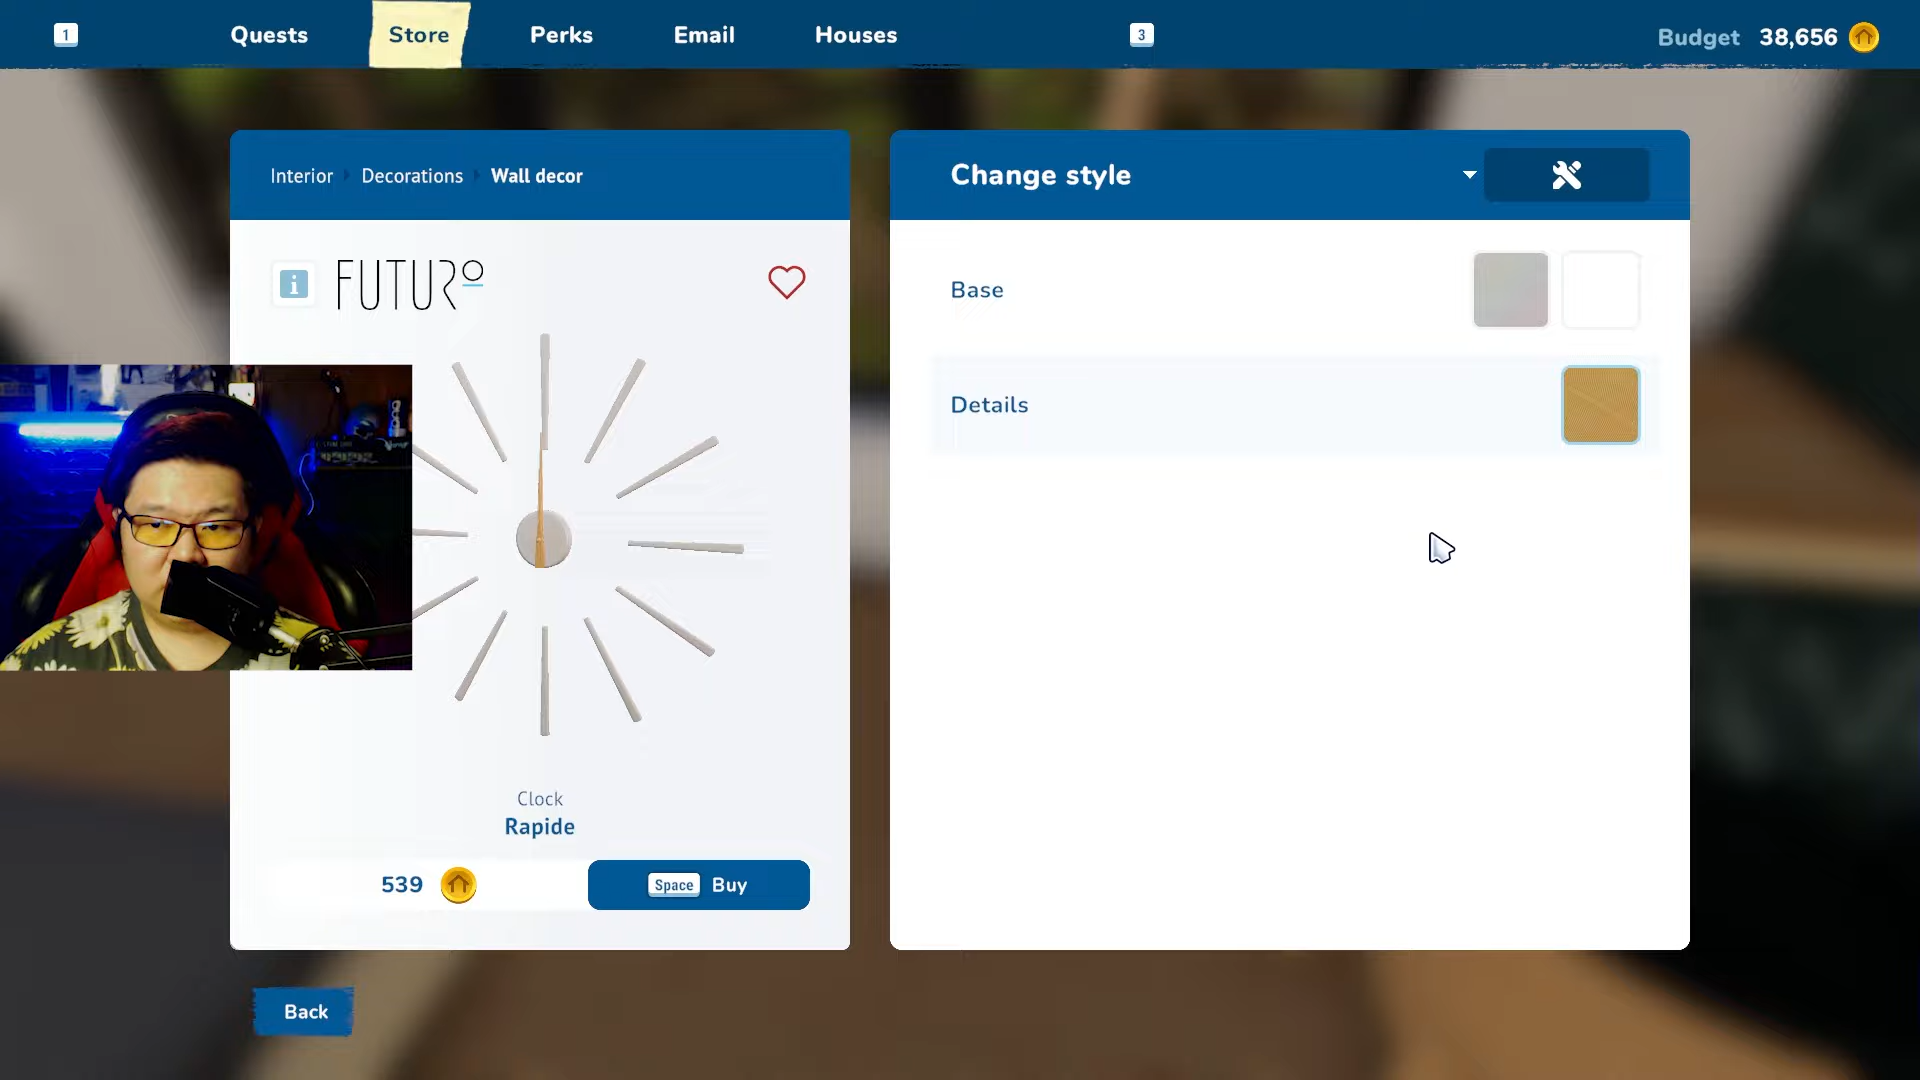 1
Quests
Store
Perks
Email
Houses
3
Budget 38,656
Interior
Decorations
Wall decor
Change style
i
FUTURO
Base
Details
Clock
Rapide
539
Space
Buy
Back